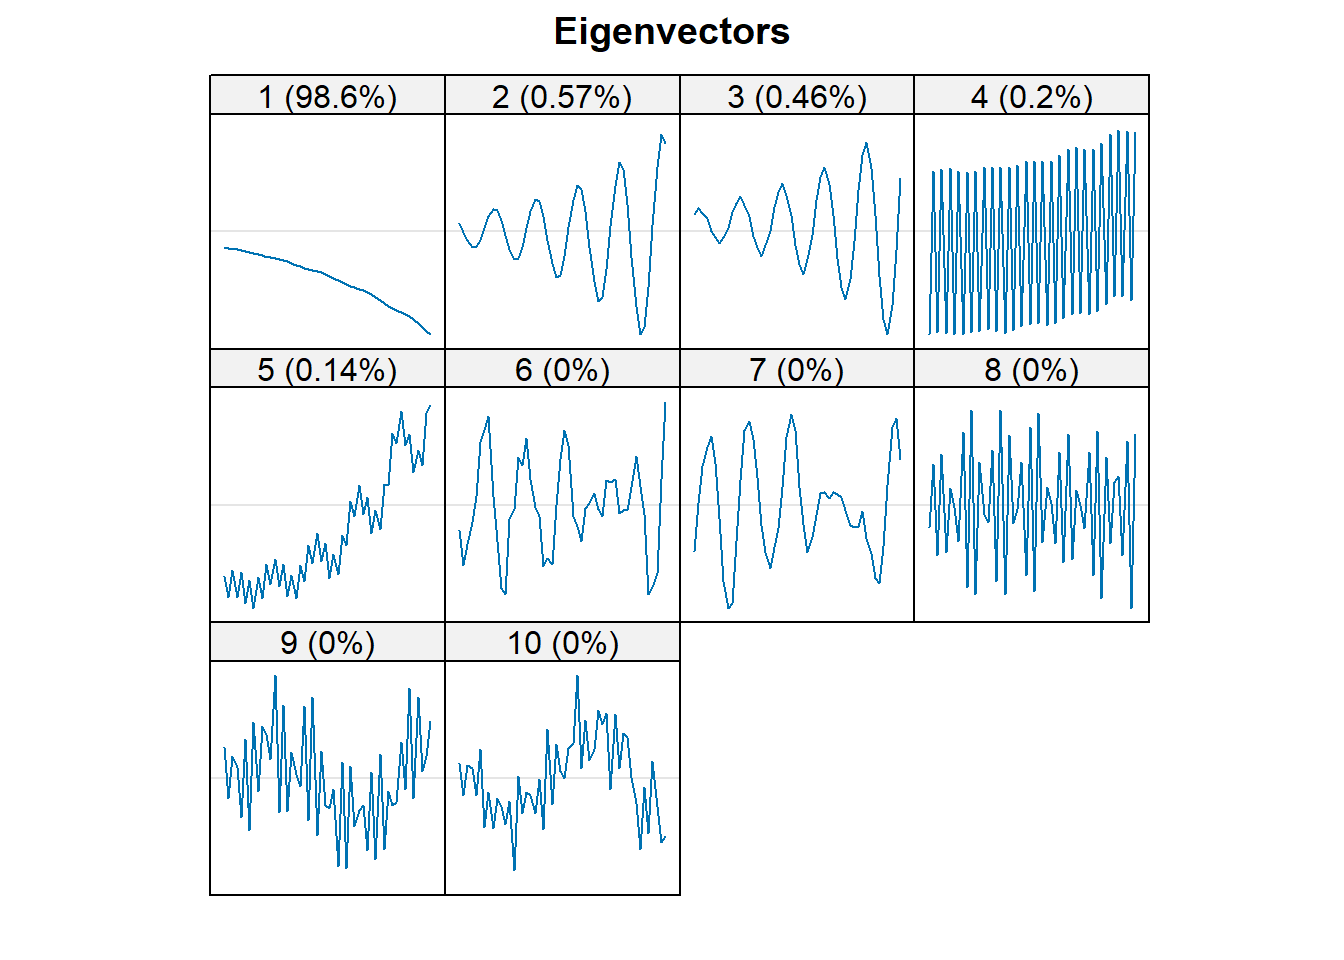 Eigenvectors
1 (98.6%) 2 (0.57%) 3 (0.46%) 4 (0.2%)
5 (0.14%) 6 (0%) 7 (0%) 8 (0%)
9 (0%) 10 (0%)